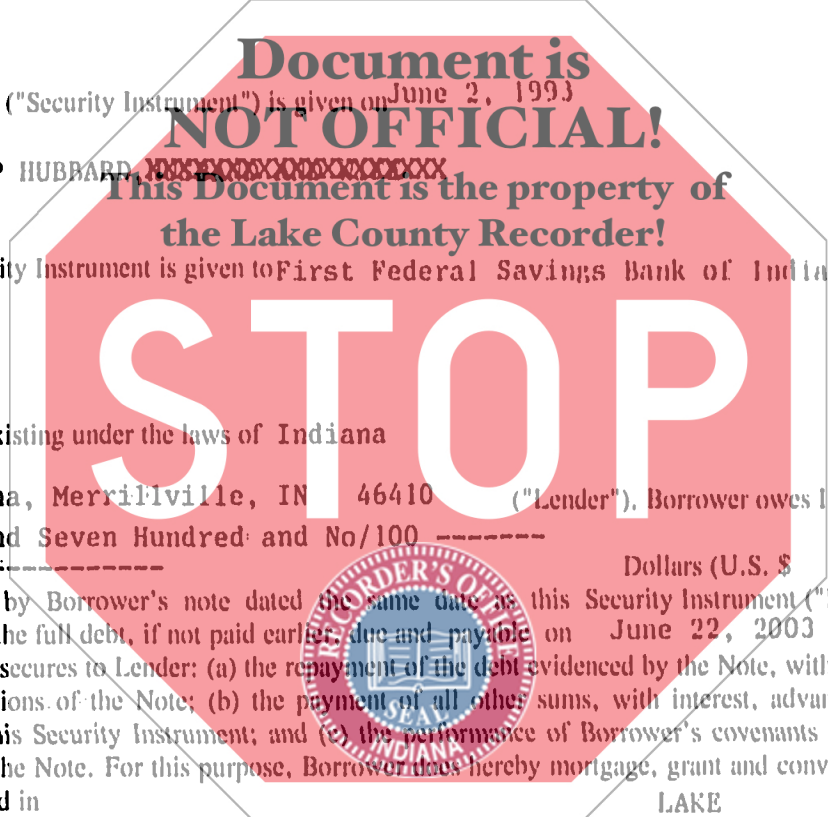 Document is
("Security Instrument") is given on June 2, 1993
NOT OFFICIAL!
HUBBARD,
This Document is the property of
the Lake County Recorder!
ity Instrument is given to First Federal Savings Bank of India
STOP
isting under the laws of Indiana
a, Merrillville, IN 46410 ("Lender"). Borrower owes
d Seven Hundred and No/100 -------
------------ Dollars (U.S. $
by Borrower's note dated the same date as this Security Instrument ("
he full debt, if not paid earlier, due and payable on June 22, 2003
secures to Lender: (a) the repayment of the debt evidenced by the Note, with
ions of the Note; (b) the payment of all other sums, with interest, advan
is Security Instrument; and (c) the performance of Borrower's covenants
he Note. For this purpose, Borrower does hereby mortgage, grant and conv
d in LAKE
RECORDER'S OFFICE
SEAL
INDIANA